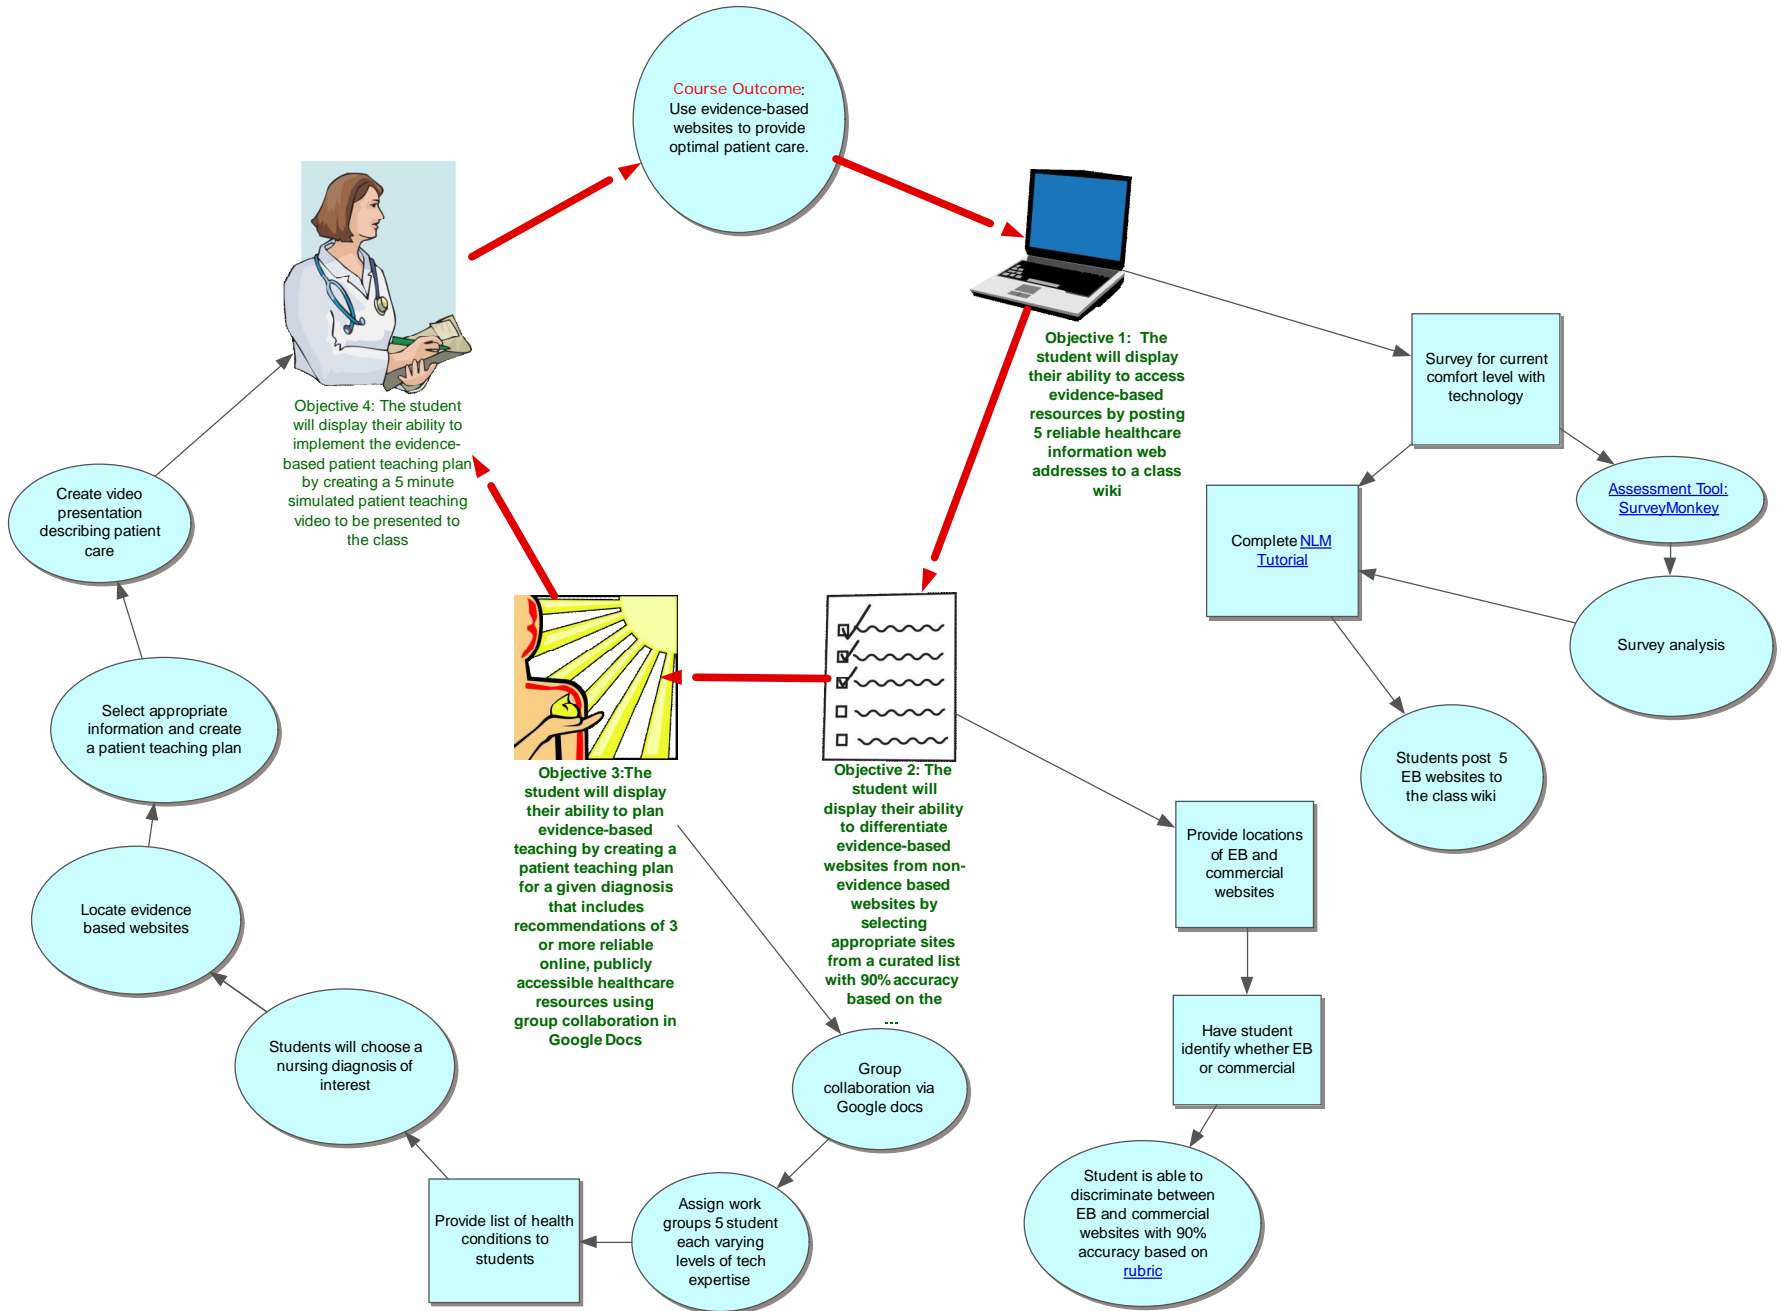 Course Outcome:
Use evidence-based
websites to provide
optimal patient care.
Objective 1:  The
student will display
their ability to access
evidence-based
resources by posting
5 reliable healthcare
information web
addresses to a class
wiki
Survey for current
comfort level with
technology
Assessment Tool:
SurveyMonkey
Complete NLM
Tutorial
Survey analysis
Students post  5
EB websites to
the class wiki
Objective 2: The
student will
display their ability
to differentiate
evidence-based
websites from non-
evidence based
websites by
selecting
appropriate sites
from a curated list
with 90% accuracy
based on the
...
Provide locations
of EB and
commercial
websites
Have student
identify whether EB
or commercial
Student is able to
discriminate between
EB and commercial
websites with 90%
accuracy based on
rubric
Objective 3:The
student will display
their ability to plan
evidence-based
teaching by creating a
patient teaching plan
for a given diagnosis
that includes
recommendations of 3
or more reliable
online, publicly
accessible healthcare
resources using
group collaboration in
Google Docs
Group
collaboration via
Google docs
Assign work
groups 5 student
each varying
levels of tech
expertise
Provide list of health
conditions to
students
Students will choose a
nursing diagnosis of
interest
Locate evidence
based websites
Select appropriate
information and create
a patient teaching plan
Create video
presentation
describing patient
care
Objective 4: The student
will display their ability to
implement the evidence-
based patient teaching plan
by creating a 5 minute
simulated patient teaching
video to be presented to
the class